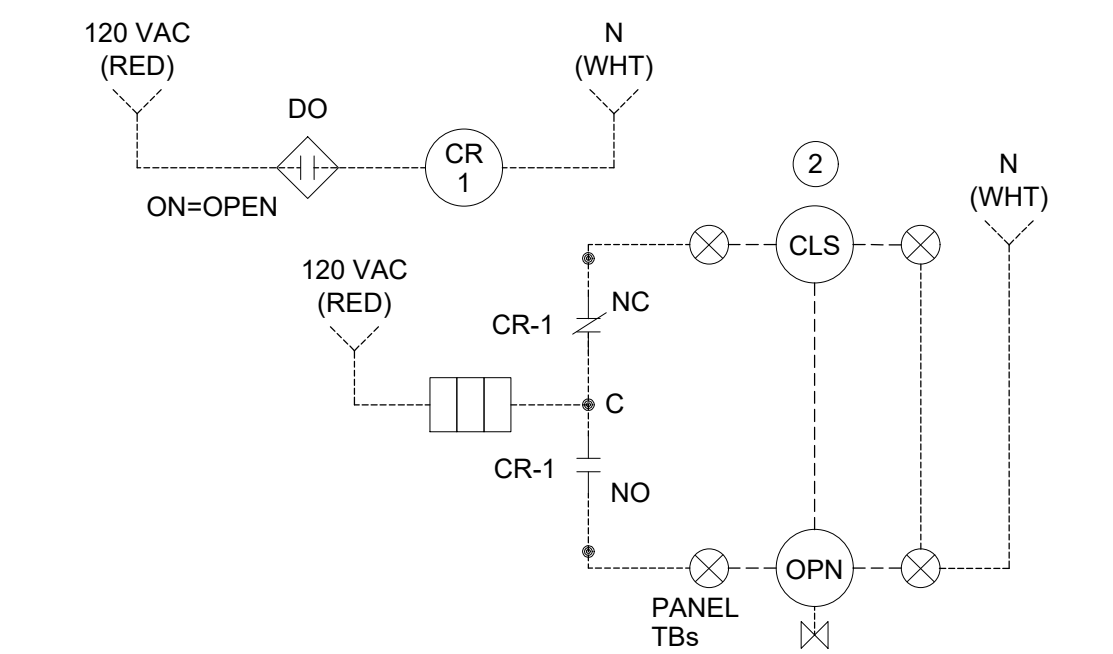 120 VAC
(RED)
N
(WHT)
DO
CR
1
ON=OPEN
2
N
(WHT)
CLS
120 VAC
(RED)
NC
CR-1
C
CR-1
NO
OPN
PANEL
TBs